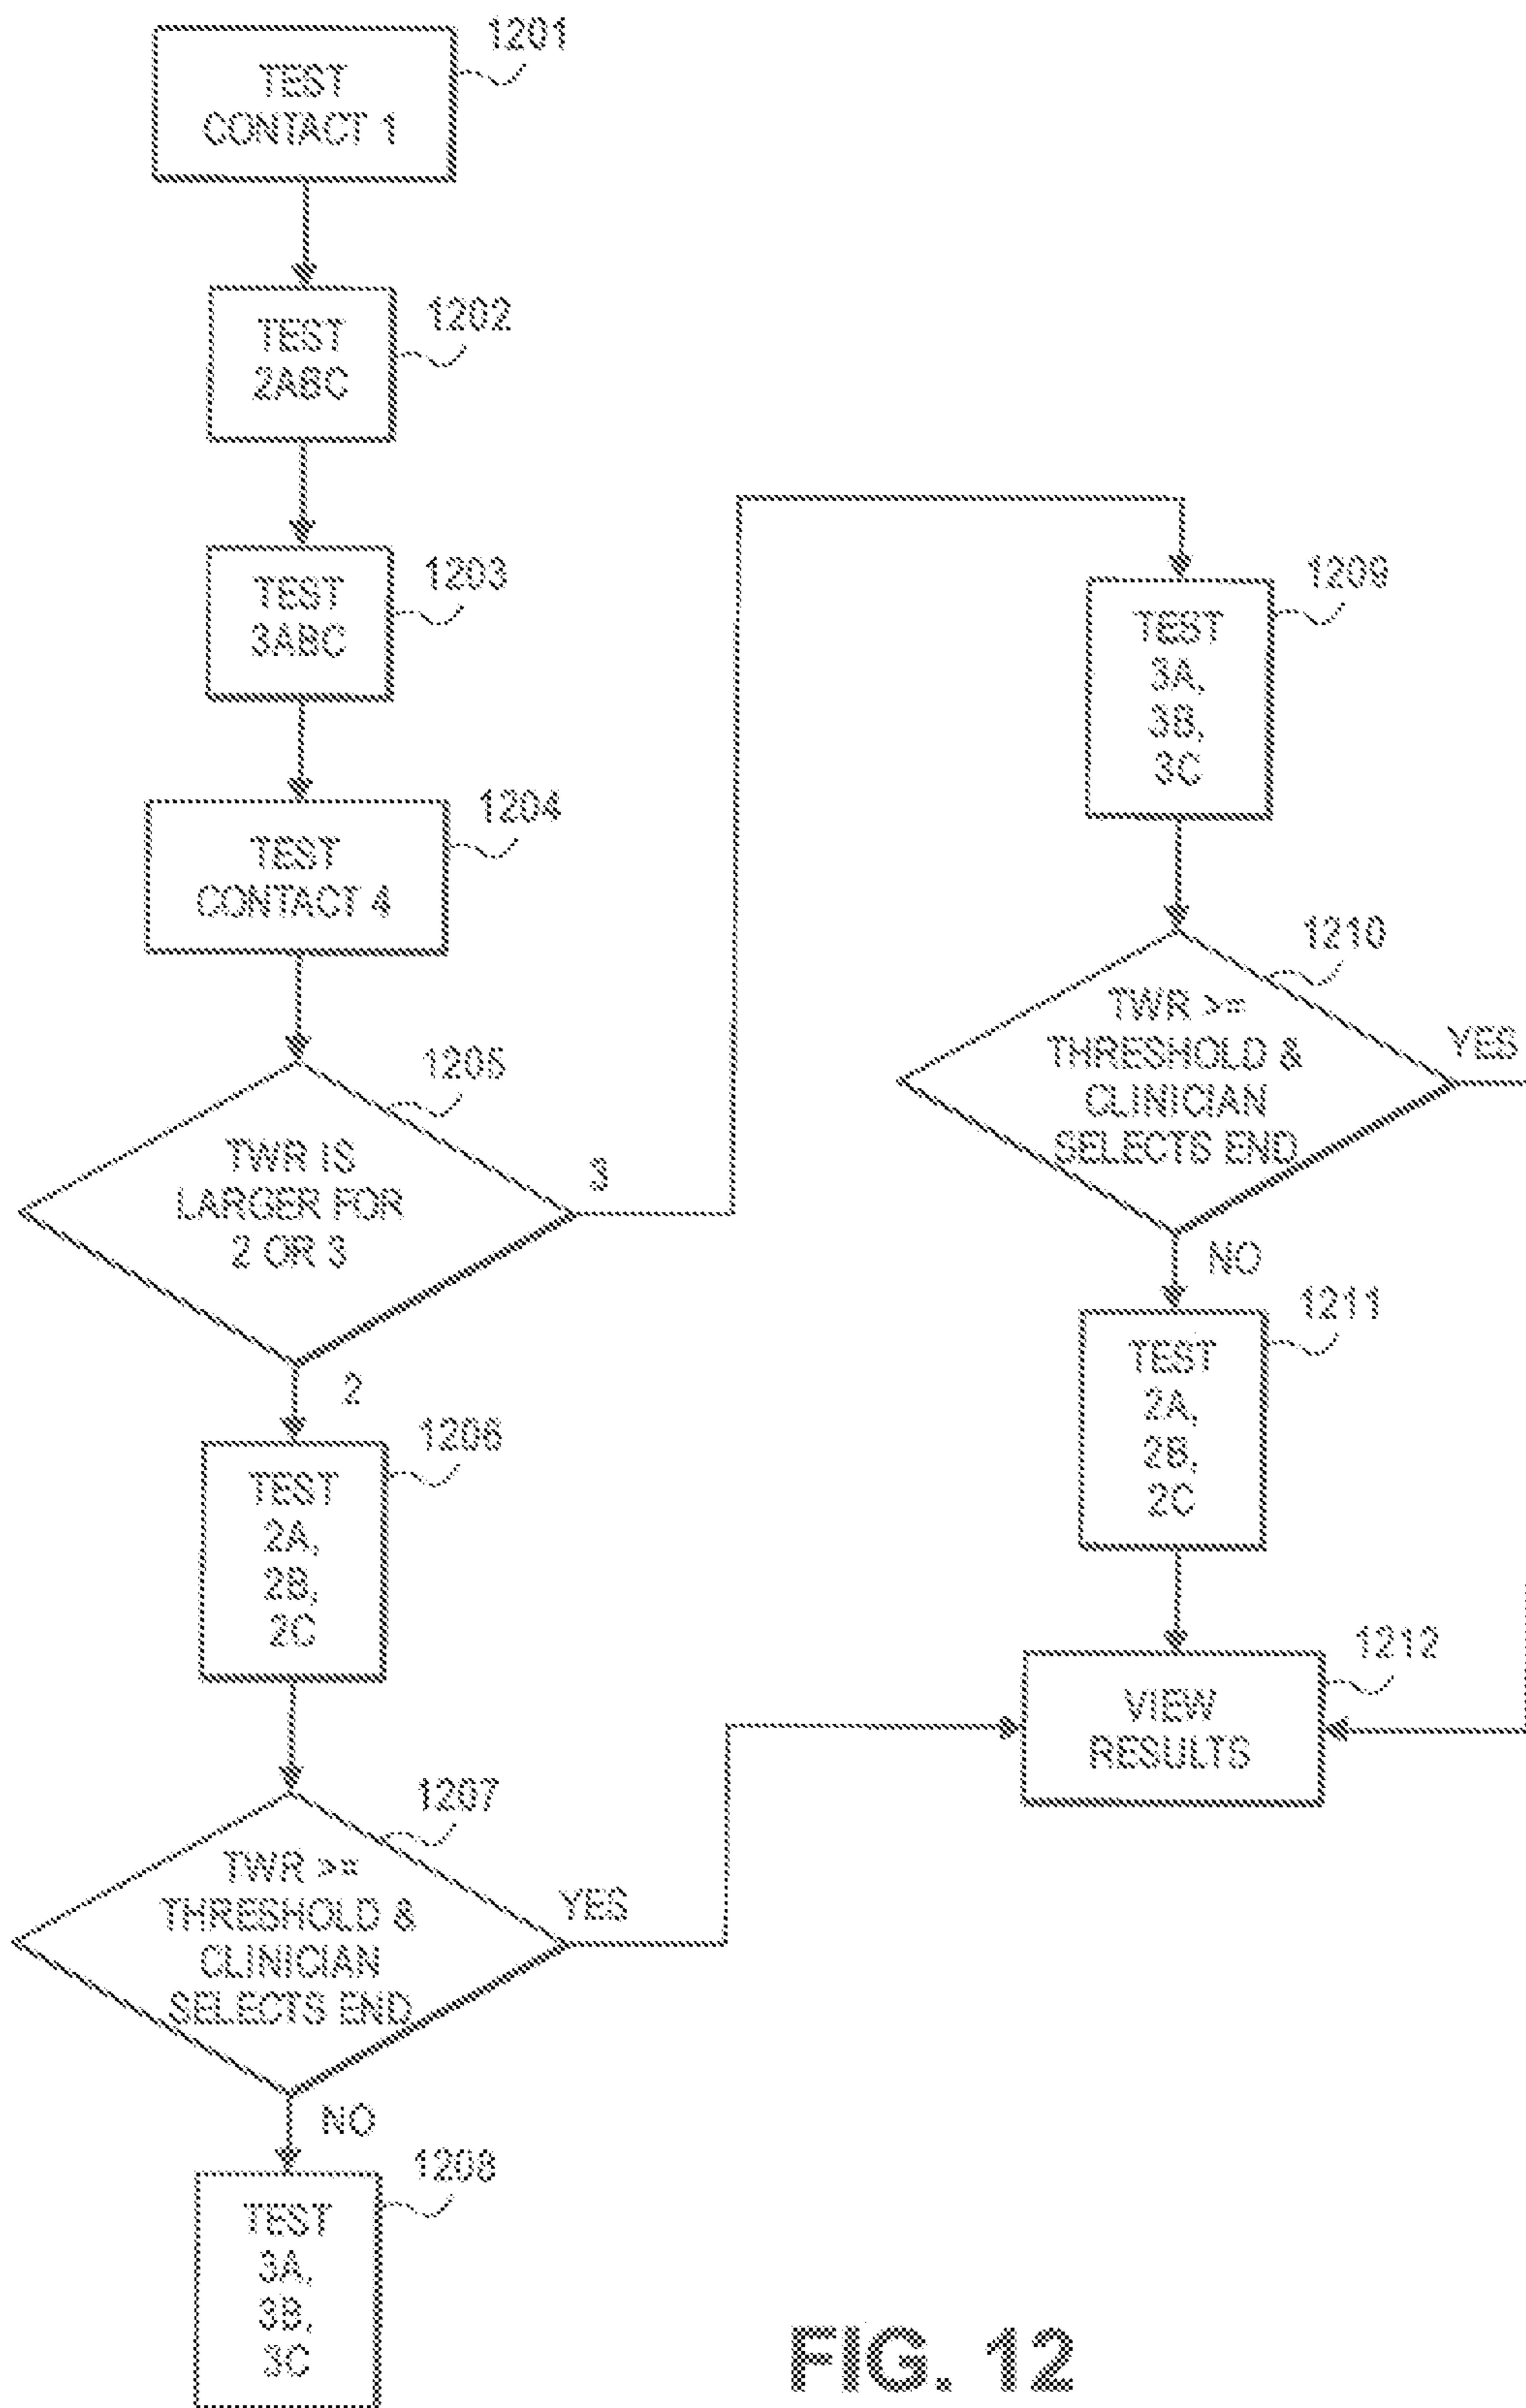 1201
TEST
CONTACT 1
1202
TEST
2ABC
1203
TEST
3ABC
1204
TEST
CONTACT 4
1205
TWR IS
LARGER FOR
2 OR 3
3
2
1206
TEST
2A,
2B,
2C
1207
TWR >=
THRESHOLD &
CLINICIAN
SELECTS END
YES
NO
1208
TEST
3A,
3B,
3C
1209
TEST
3A,
3B,
3C
1210
TWR >=
THRESHOLD &
CLINICIAN
SELECTS END
YES
NO
1211
TEST
2A,
2B,
2C
1212
VIEW
RESULTS
FIG. 12